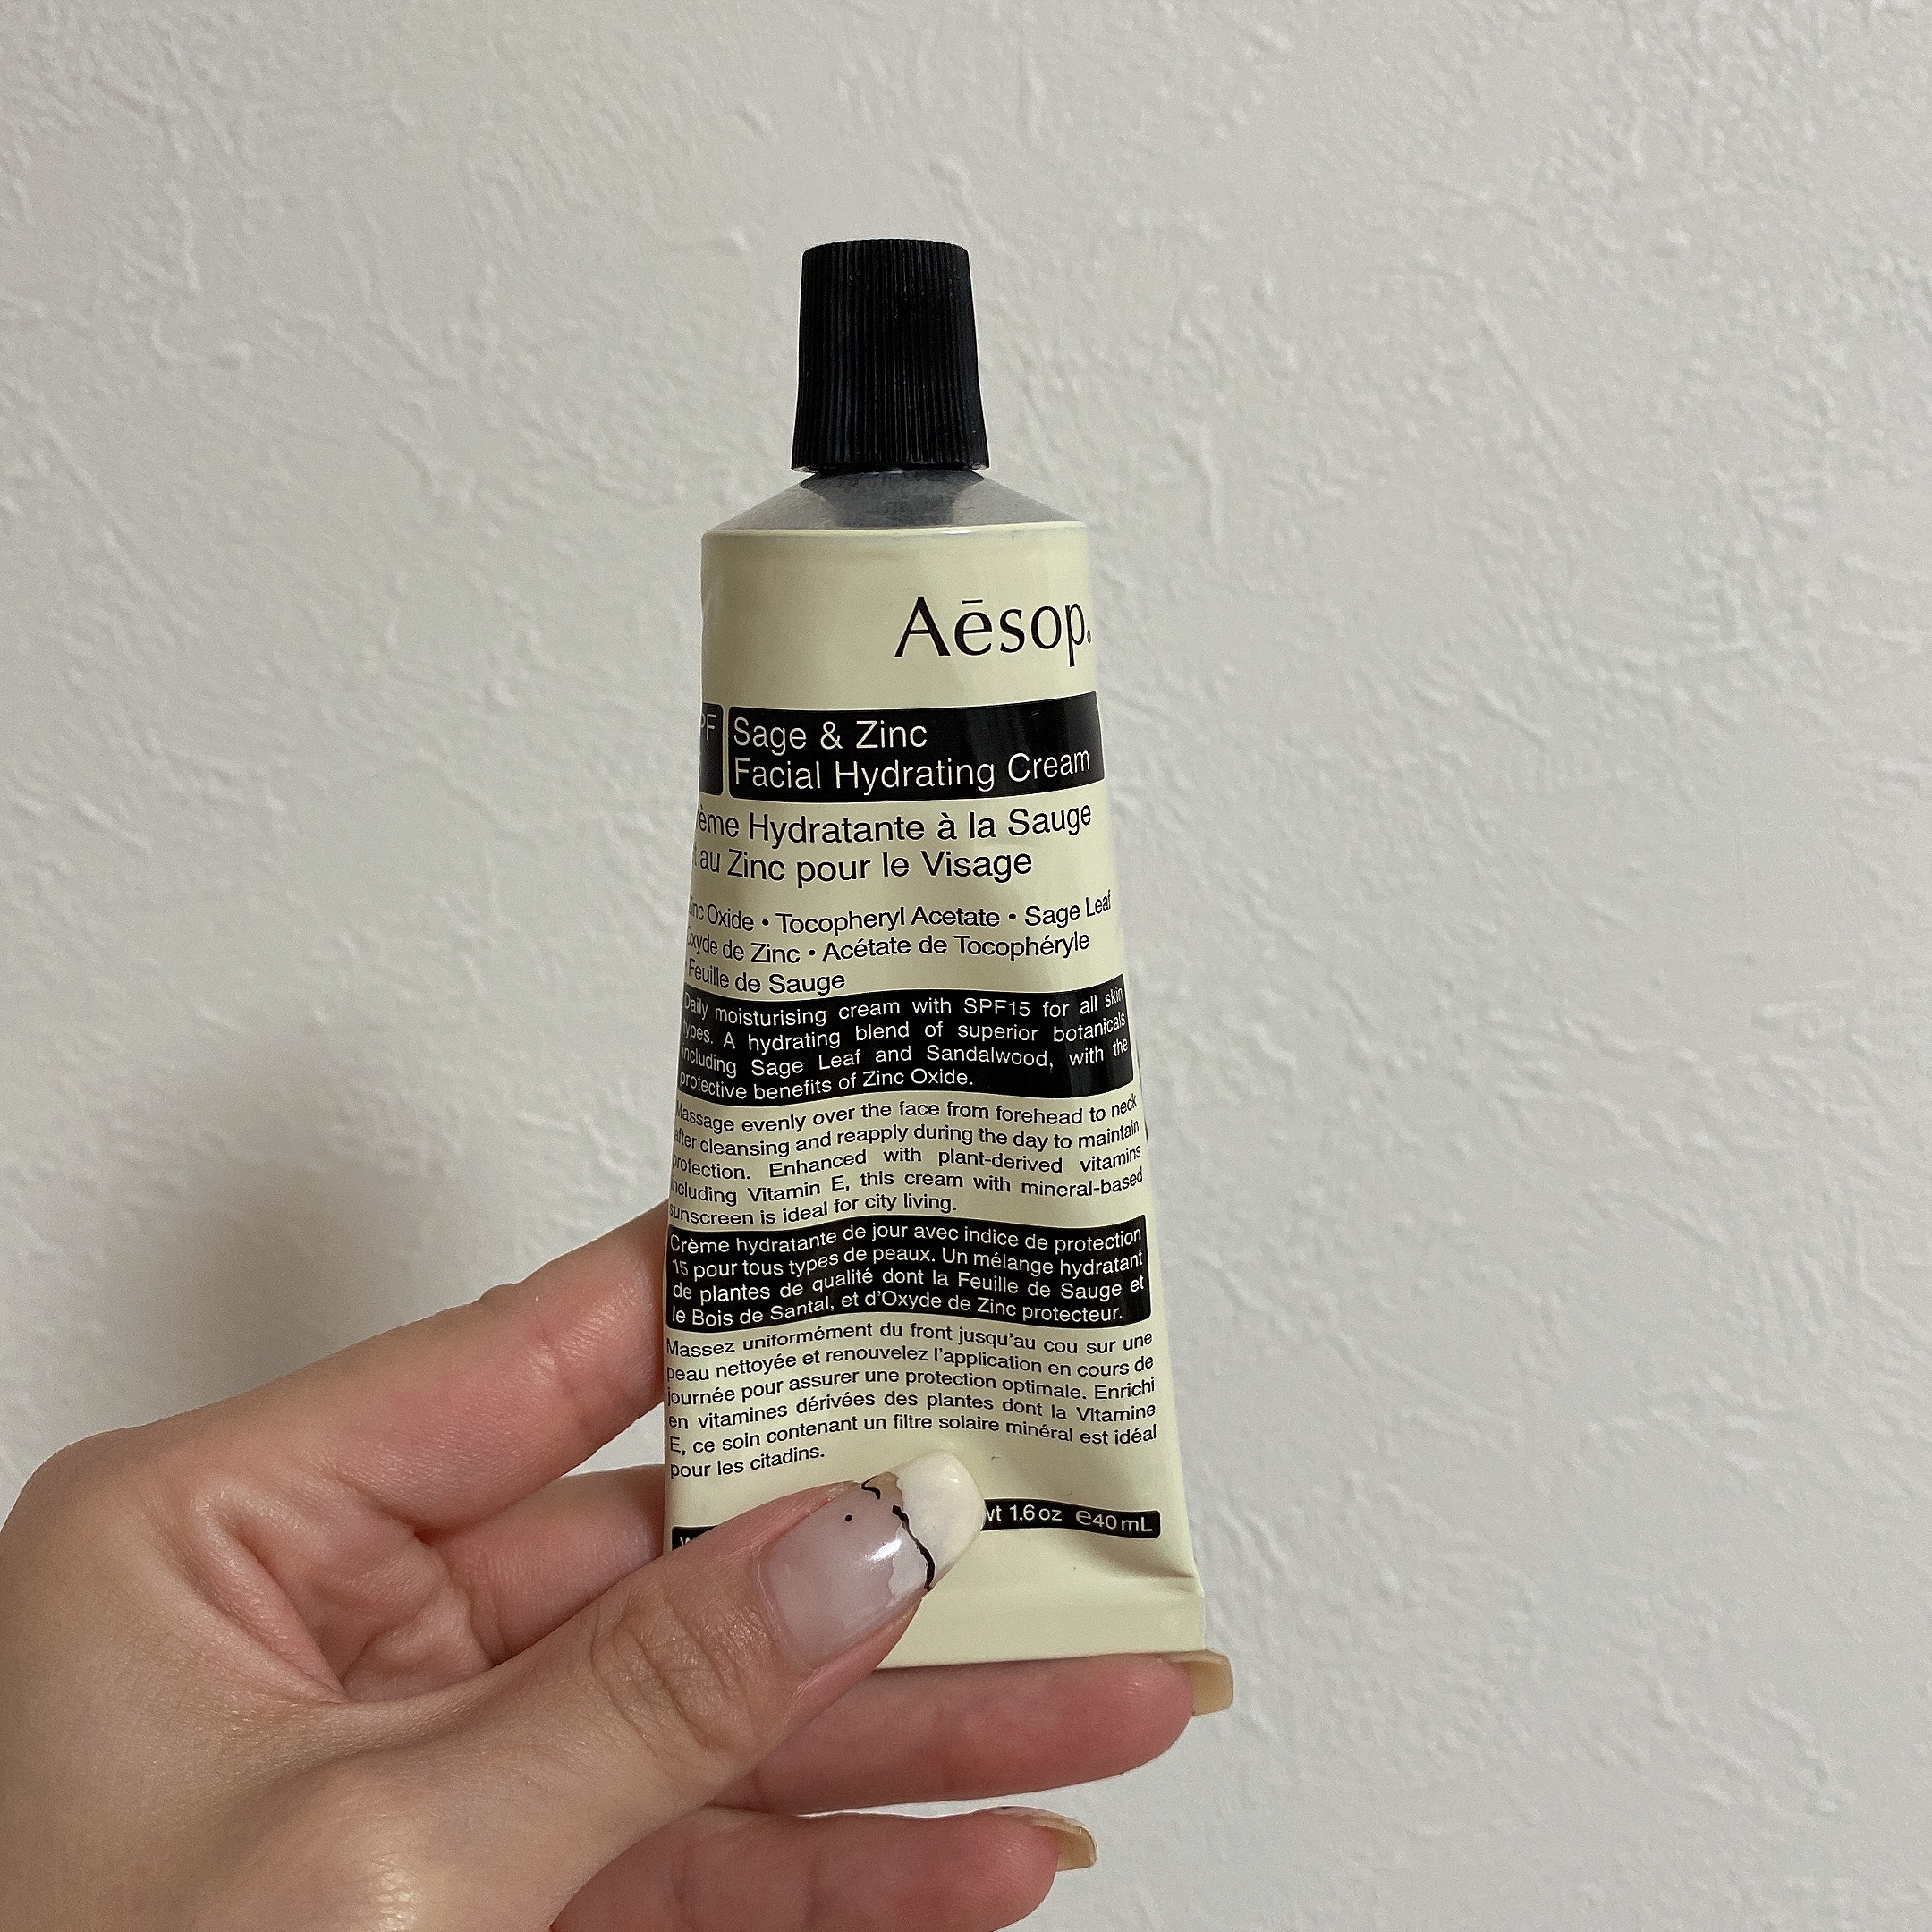 Aēsop.
PF
Sage & Zinc
Facial Hydrating Cream
ème Hydratante à la Sauge
au Zinc pour le Visage
inc Oxide • Tocopheryl Acetate • Sage Leaf
Oxyde de Zinc • Acétate de Tocophéryle
• Feuille de Sauge
Daily moisturising cream with SPF15 for all skin
types. A hydrating blend of superior botanicals
including Sage Leaf and Sandalwood, with the
protective benefits of Zinc Oxide.
Massage evenly over the face from forehead to neck
after cleansing and reapply during the day to maintain
protection. Enhanced with plant-derived vitamins
including Vitamin E, this cream with mineral-based
sunscreen is ideal for city living.
Crème hydratante de jour avec indice de protection
15 pour tous types de peaux. Un mélange hydratant
de plantes de qualité dont la Feuille de Sauge et
le Bois de Santal, et d'Oxyde de Zinc protecteur.
Massez uniformément du front jusqu'au cou sur une
peau nettoyée et renouvelez l'application en cours de
journée pour assurer une protection optimale. Enrichi
en vitamines dérivées des plantes dont la Vitamine
E, ce soin contenant un filtre solaire minéral est idéal
pour les citadins.
wt 1.6 oz ℮40 mL